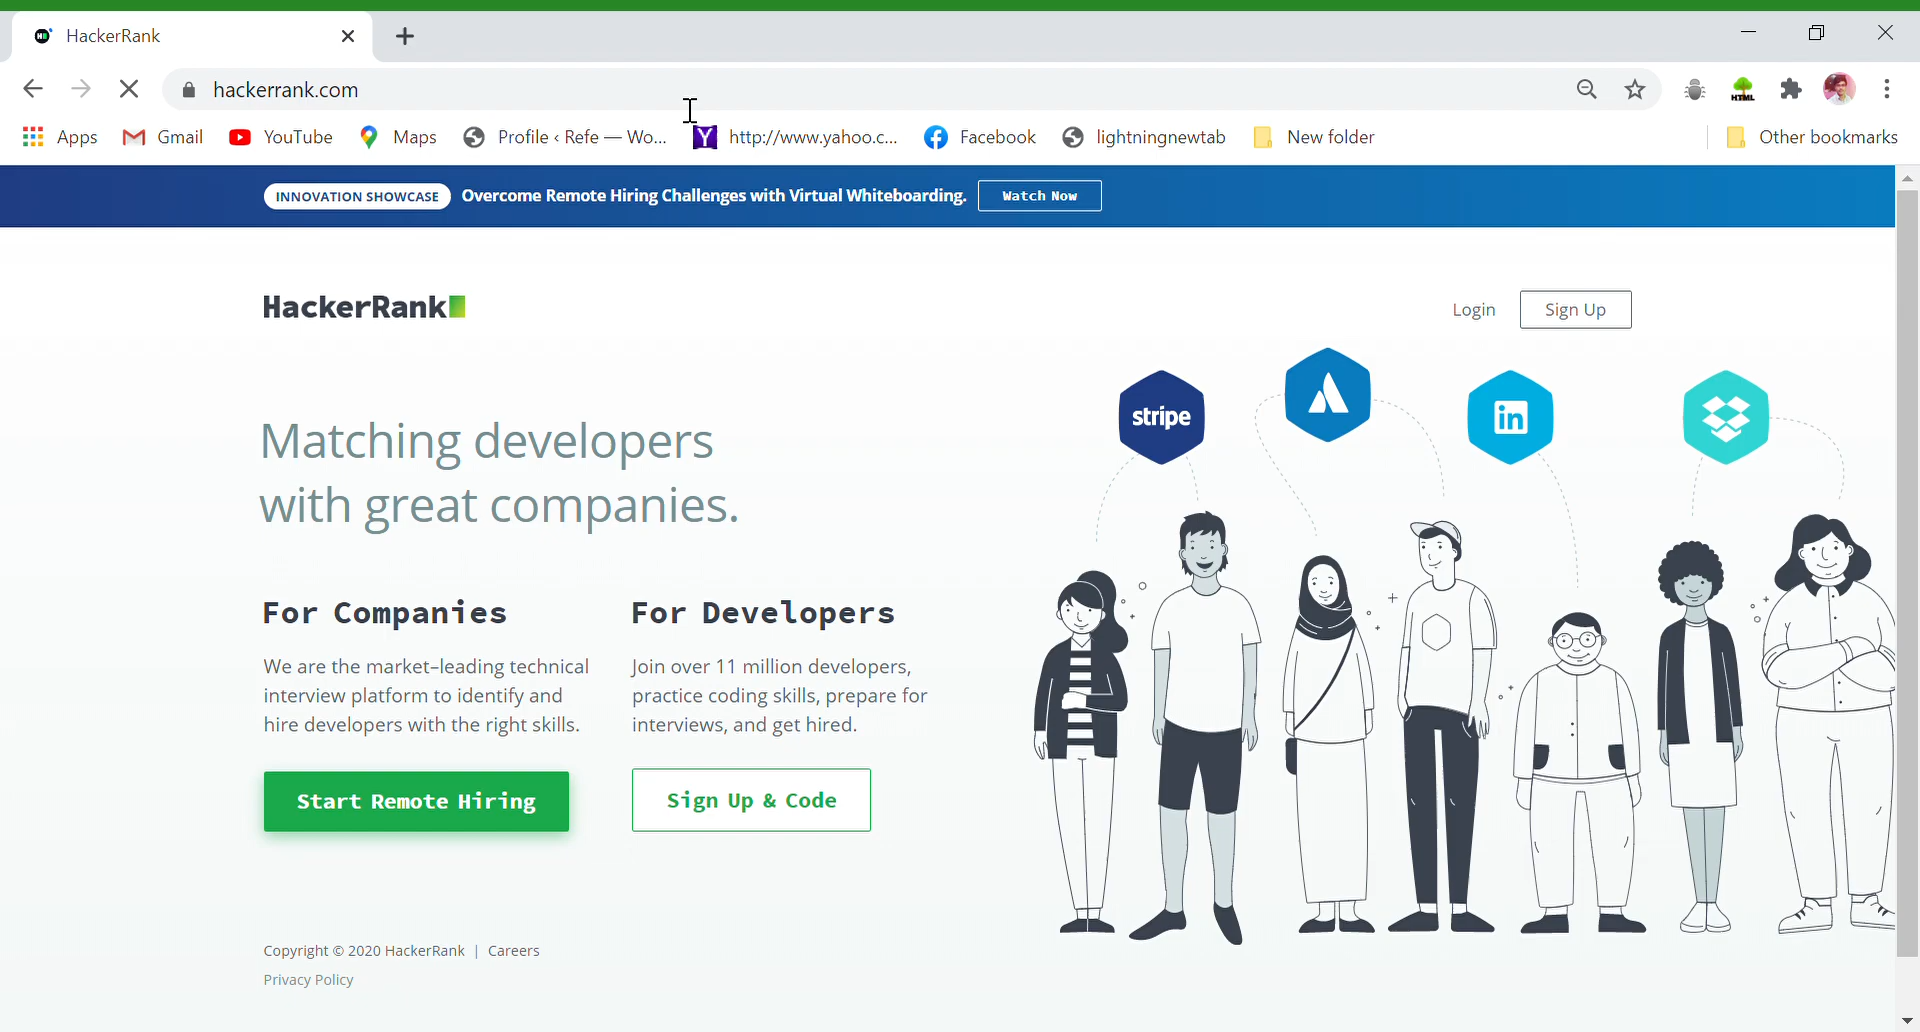 HackerRank
hackerrank.com
Apps Gmail YouTube Maps Profile ‹ Refe — Wo... http://www.yahoo.c... Facebook lightningnewtab New folder Other bookmarks
INNOVATION SHOWCASE Overcome Remote Hiring Challenges with Virtual Whiteboarding. Watch Now
HackerRank
Login Sign Up
stripe
in
Matching developers
with great companies.
For Companies
We are the market-leading technical
interview platform to identify and
hire developers with the right skills.
Start Remote Hiring
For Developers
Join over 11 million developers,
practice coding skills, prepare for
interviews, and get hired.
Sign Up & Code
Copyright © 2020 HackerRank | Careers
Privacy Policy
HTML